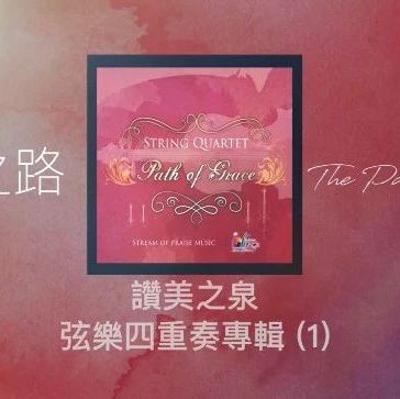 之路
STRING QUARTET
Path of Grace
STREAM OF PRAISE MUSIC
The Pa
讚美之泉
弦樂四重奏專輯 (1)